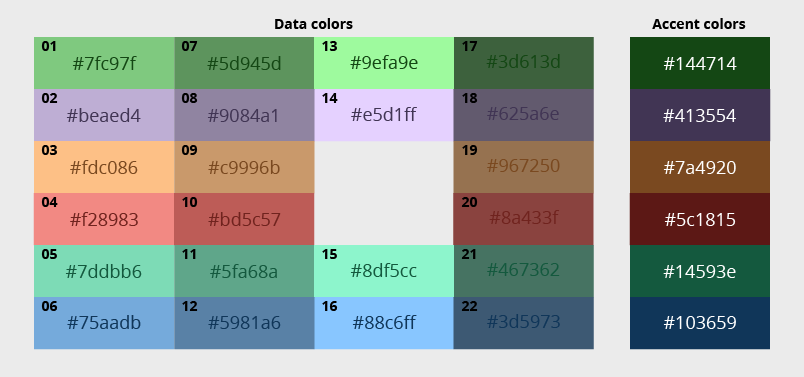 Data colors Accent colors
01 #7fc97f 07 #5d945d 13 #9efa9e 17 #3d613d #144714
02 #beaed4 08 #9084a1 14 #e5d1ff 18 #625a6e #413554
03 #fdc086 09 #c9996b 19 #967250 #7a4920
04 #f28983 10 #bd5c57 20 #8a433f #5c1815
05 #7ddbb6 11 #5fa68a 15 #8df5cc 21 #467362 #14593e
06 #75aadb 12 #5981a6 16 #88c6ff 22 #3d5973 #103659